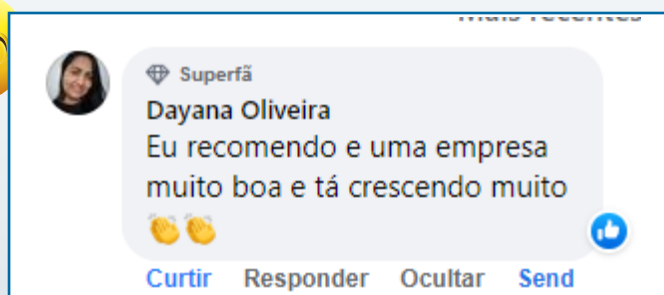 Superfã
Dayana Oliveira
Eu recomendo e uma empresa
muito boa e tá crescendo muito
👏👏
Curtir Responder Ocultar Send